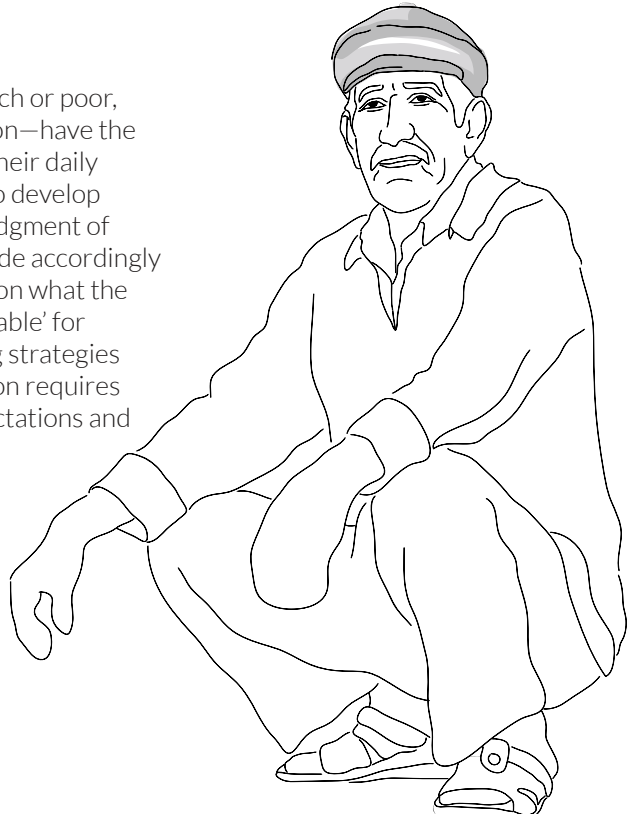 ch or poor,
on—have the
heir daily
o develop
dgment of
de accordingly
on what the
able’ for
g strategies
on requires
ctations and